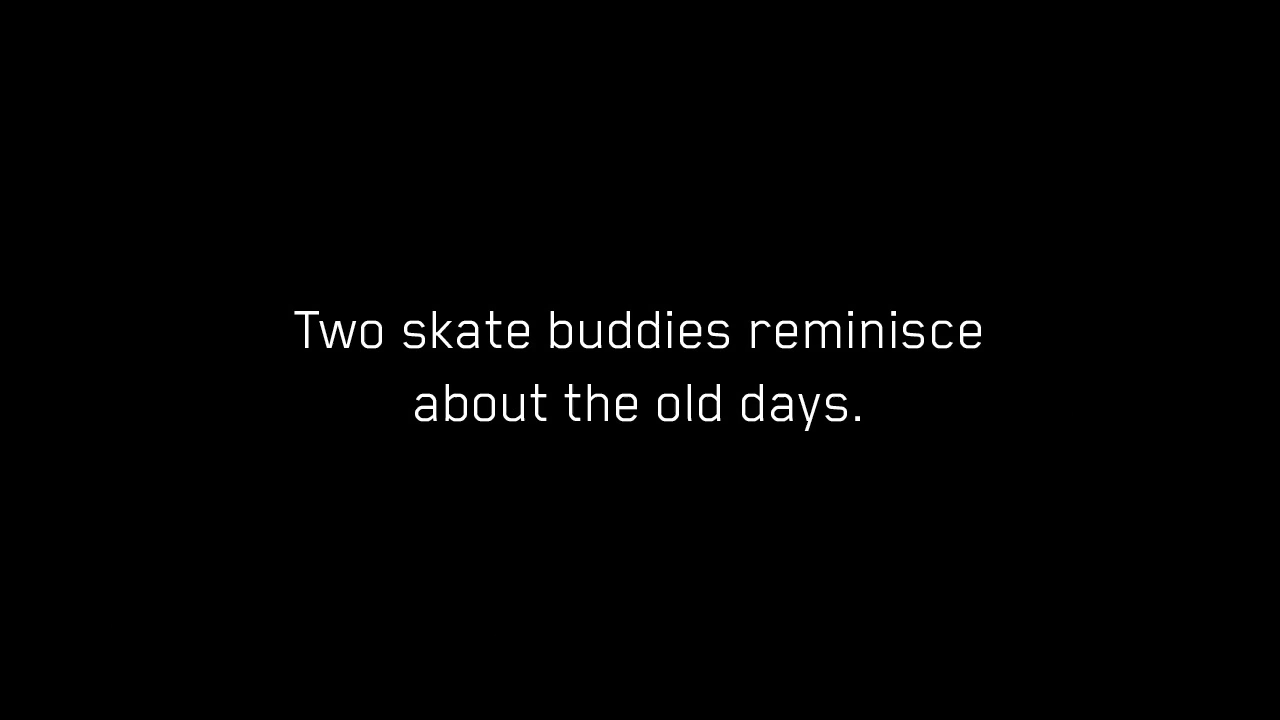 Two skate buddies reminisce
about the old days.